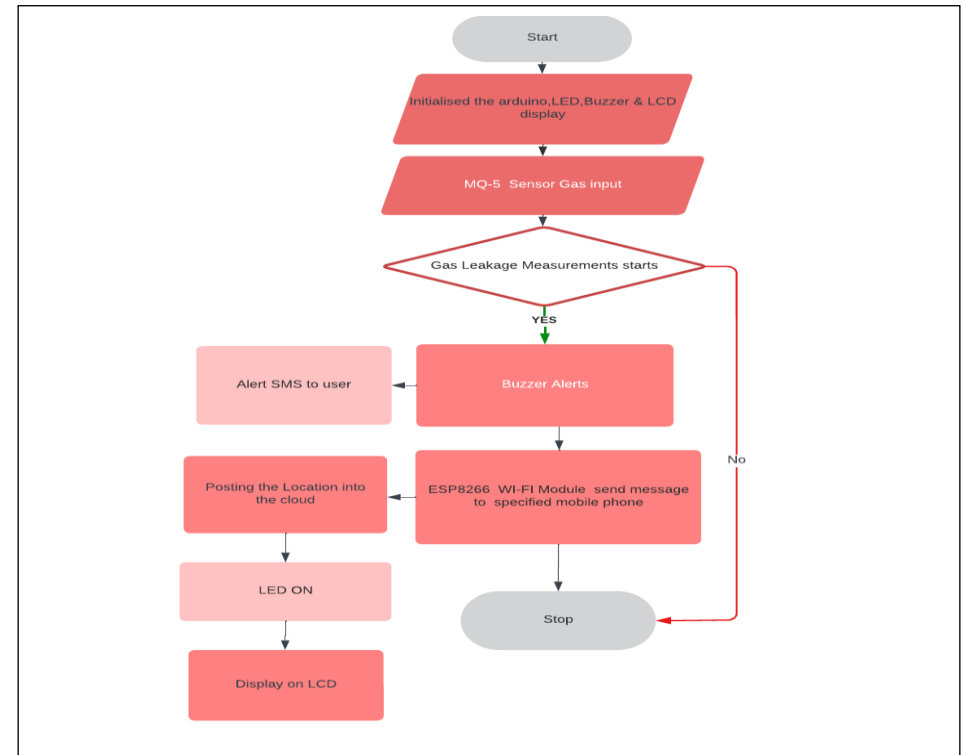 Start
Initialised the arduino,LED,Buzzer & LCD
display
MQ-5 Sensor Gas input
Gas Leakage Measurements starts
YES
Alert SMS to user
Buzzer Alerts
No
Posting the Location into
the cloud
ESP8266 WI-FI Module send message
to specified mobile phone
LED ON
Stop
Display on LCD